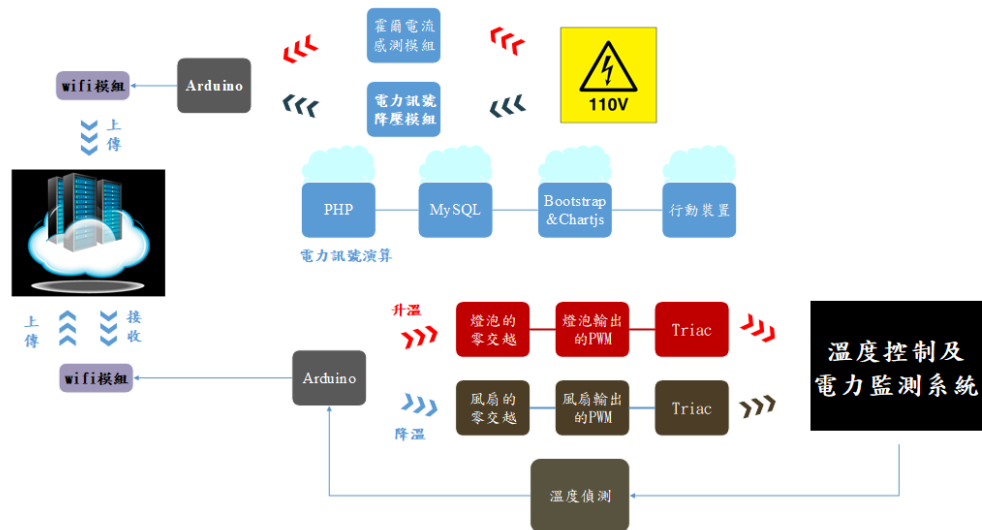 霍爾電流
感測模組
110V
wifi模組
Arduino
電力訊號
降壓模組
上
傳
PHP
MySQL
Bootstrap
&Chartjs
行動裝置
電力訊號演算
上
傳
接
收
升溫
燈泡的
零交越
燈泡輸出
的PWM
Triac
溫度控制及
電力監測系統
wifi模組
Arduino
風扇的
零交越
風扇輸出
的PWM
Triac
降溫
溫度偵測